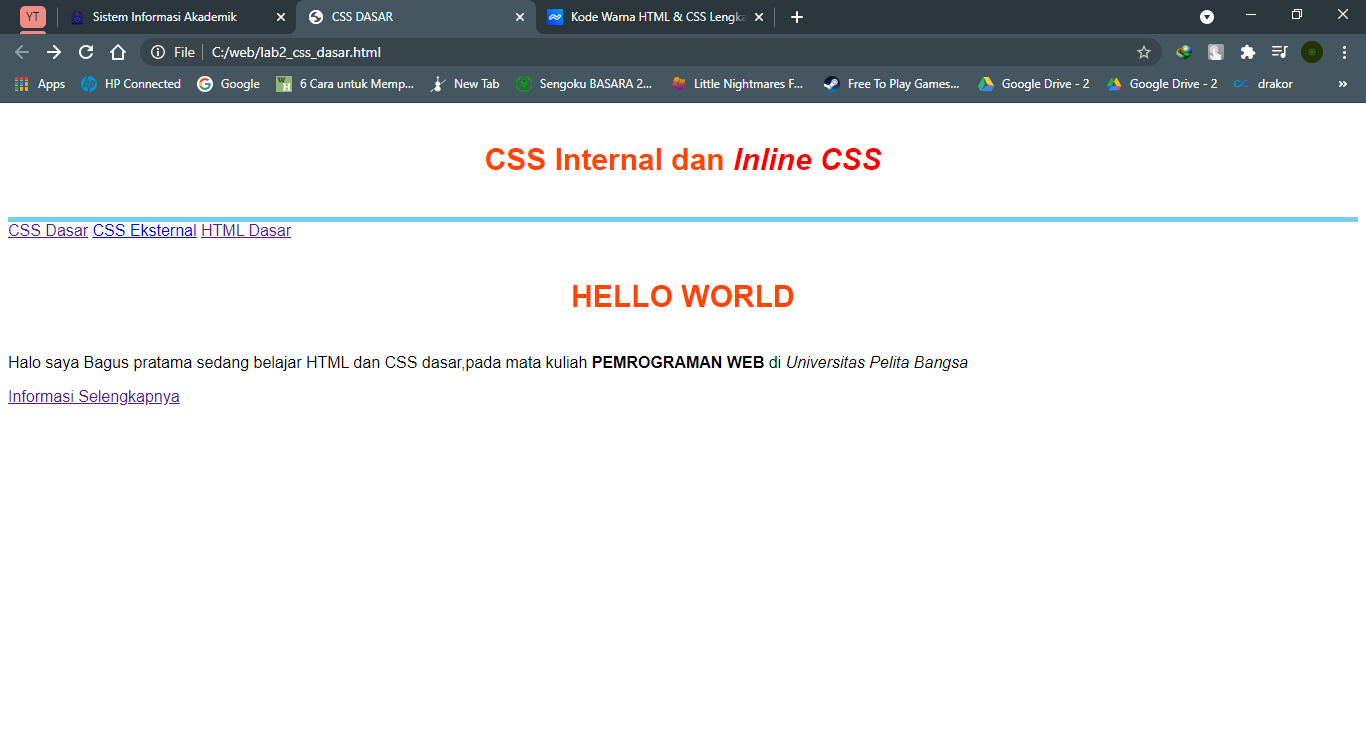 YT Sistem Informasi Akademik CSS DASAR Kode Warna HTML & CSS Lengka
File C:/web/lab2_css_dasar.html
Apps HP Connected Google 6 Cara untuk Memp... New Tab Sengoku BASARA 2... Little Nightmares F... Free To Play Games... Google Drive - 2 Google Drive - 2 drakor »
CSS Internal dan Inline CSS
CSS Dasar CSS Eksternal HTML Dasar
HELLO WORLD
Halo saya Bagus pratama sedang belajar HTML dan CSS dasar,pada mata kuliah PEMROGRAMAN WEB di Universitas Pelita Bangsa
Informasi Selengkapnya